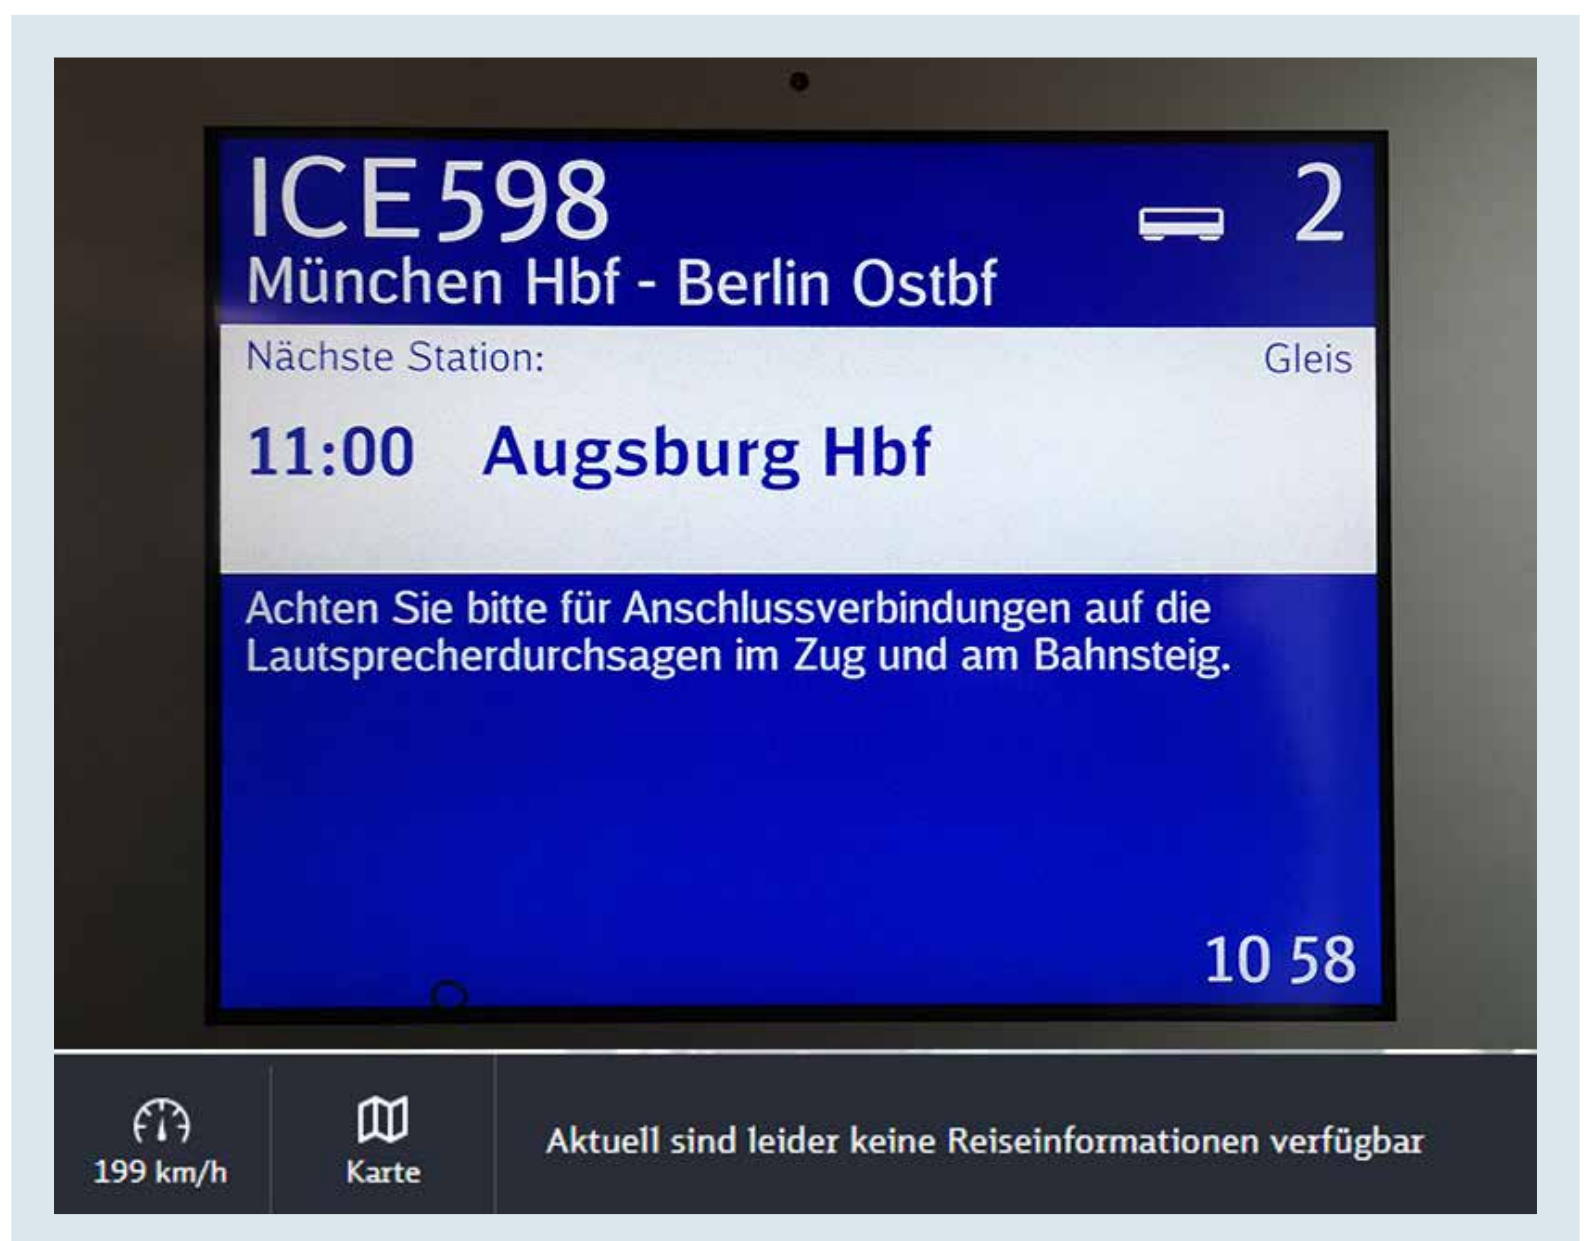 ICE 598 2
München Hbf - Berlin Ostbf
Nächste Station: Gleis
11:00 Augsburg Hbf
Achten Sie bitte für Anschlussverbindungen auf die
Lautsprecherdurchsagen im Zug und am Bahnsteig.
10 58
199 km/h
Karte
Aktuell sind leider keine Reiseinformationen verfügbar